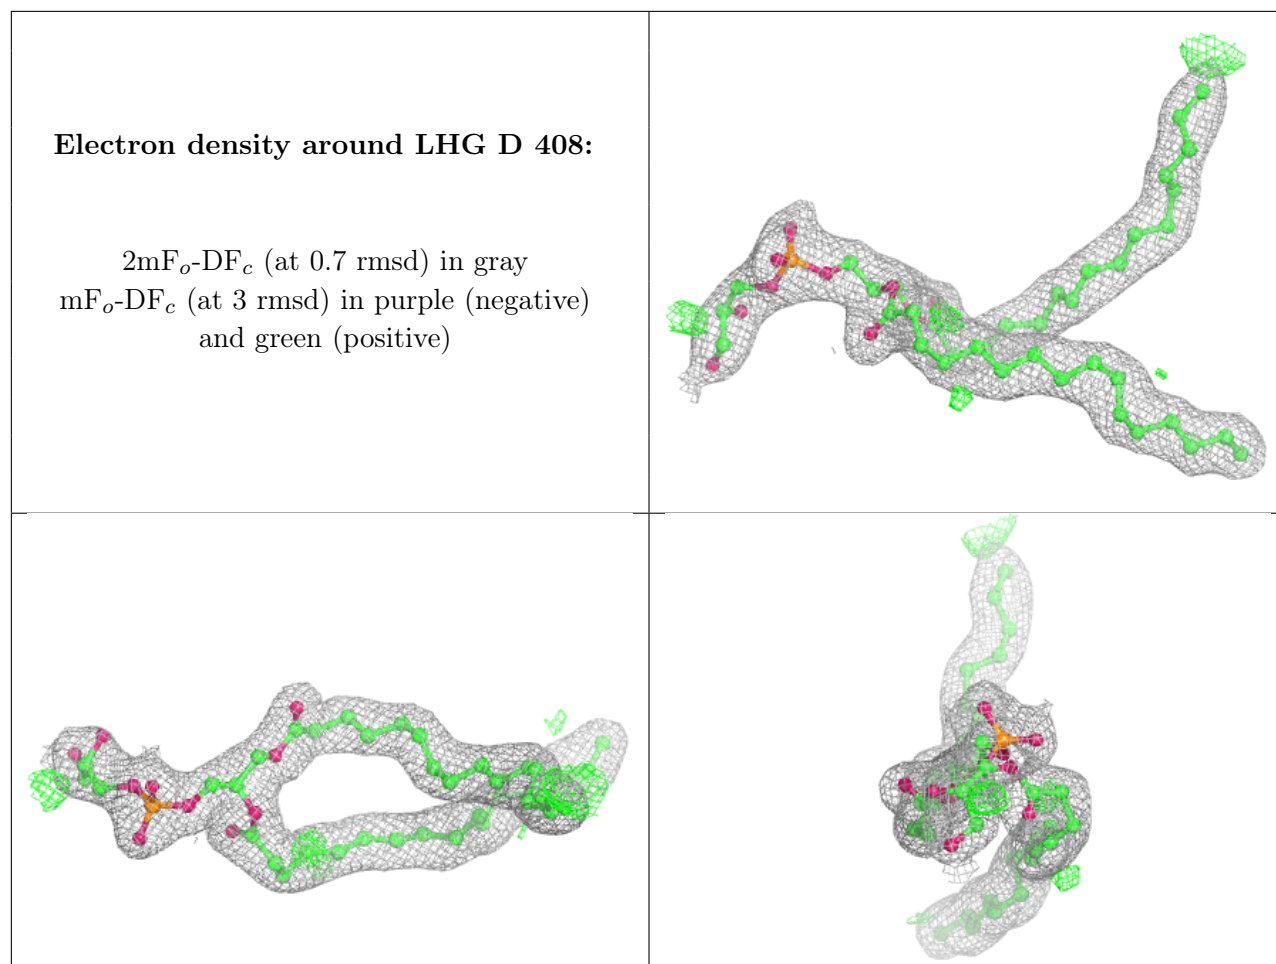 Electron density around LHG D 408:
2mFo-DFc (at 0.7 rmsd) in gray
mFo-DFc (at 3 rmsd) in purple (negative)
and green (positive)